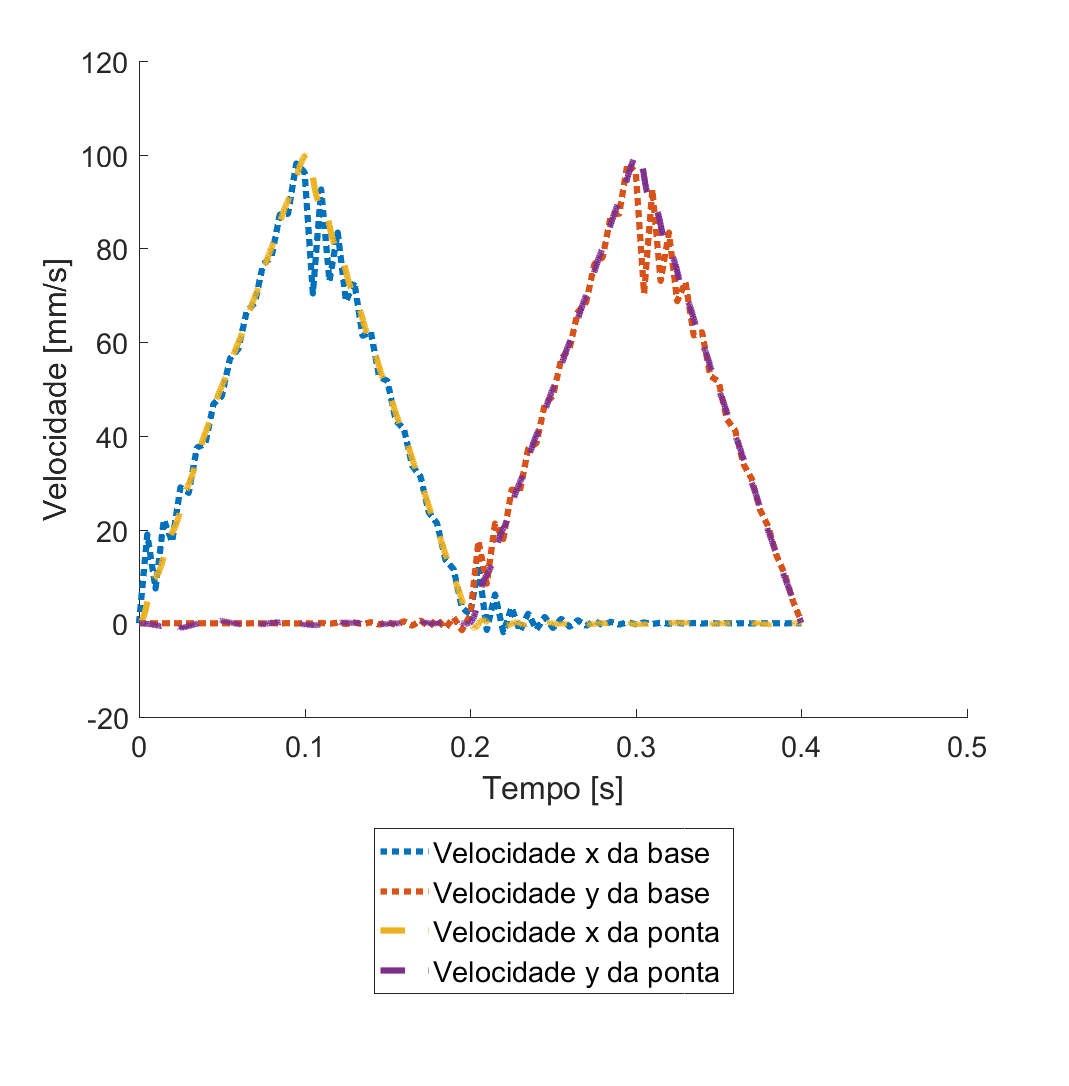 120
100
80
60
40
20
0
-20
Velocidade [mm/s]
0 0.1 0.2 0.3 0.4 0.5
Tempo [s]
Velocidade x da base
Velocidade y da base
Velocidade x da ponta
Velocidade y da ponta